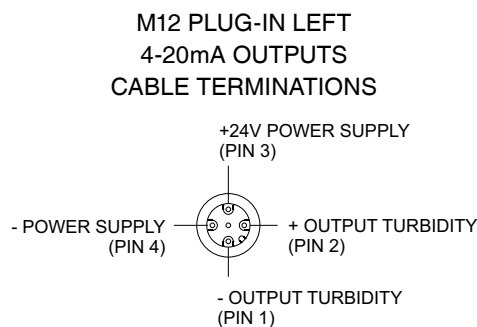 M12 PLUG-IN LEFT
4-20mA OUTPUTS
CABLE TERMINATIONS
+24V POWER SUPPLY
(PIN 3)
- POWER SUPPLY
(PIN 4)
+ OUTPUT TURBIDITY
(PIN 2)
- OUTPUT TURBIDITY
(PIN 1)